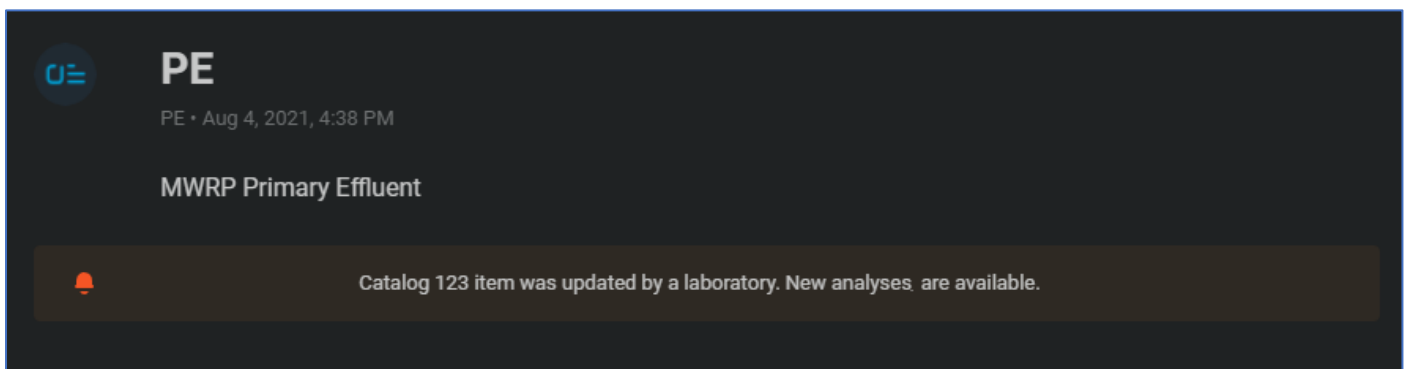 PE
PE • Aug 4, 2021, 4:38 PM
MWRP Primary Effluent
Catalog 123 item was updated by a laboratory. New analyses are available.